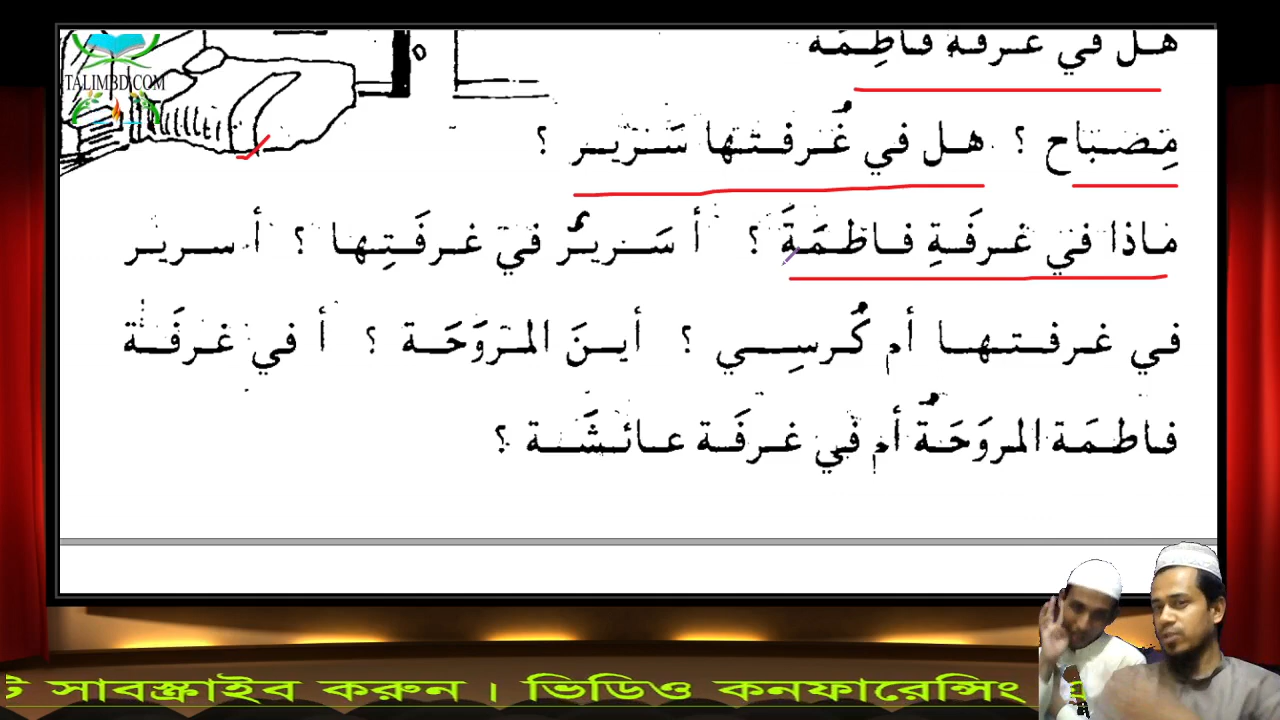 TALIMBD.COM
هل في غرفة فاطِمَة
مِصباح ؟ هل في غُرفتها سَرير ؟
ماذا في غرفَةِ فاطمَةَ ؟ أ سَريرٌ في غرفَتِها ؟ أ سرير
في غرفتها أم كُرسِي ؟ أينَ المروَحَة ؟ أ في غرفَة
فاطمَة المروَحَةُ أم في غرفَة عائشَة ؟
সাবস্ক্রাইব করুন । ভিডিও কনফারেন্সিং